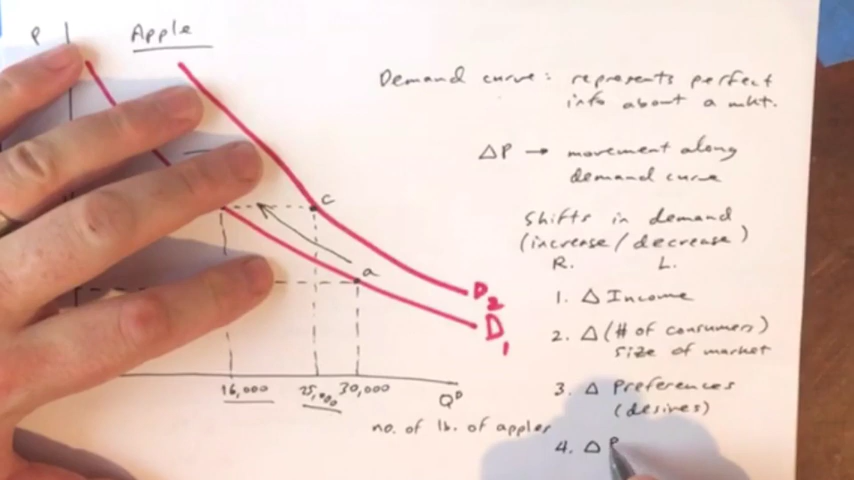 P
Apple
Demand curve: represents perfect
info about a mkt.
ΔP → movement along
demand curve
Shifts in demand
(increase/decrease)
R. L.
1. Δ Income
2. Δ (# of consumers)
size of market
3. Δ Preferences
(desires)
4. Δ P
c
a
D2
D1
16,000 25,000 30,000
QD
no. of lb. of apples